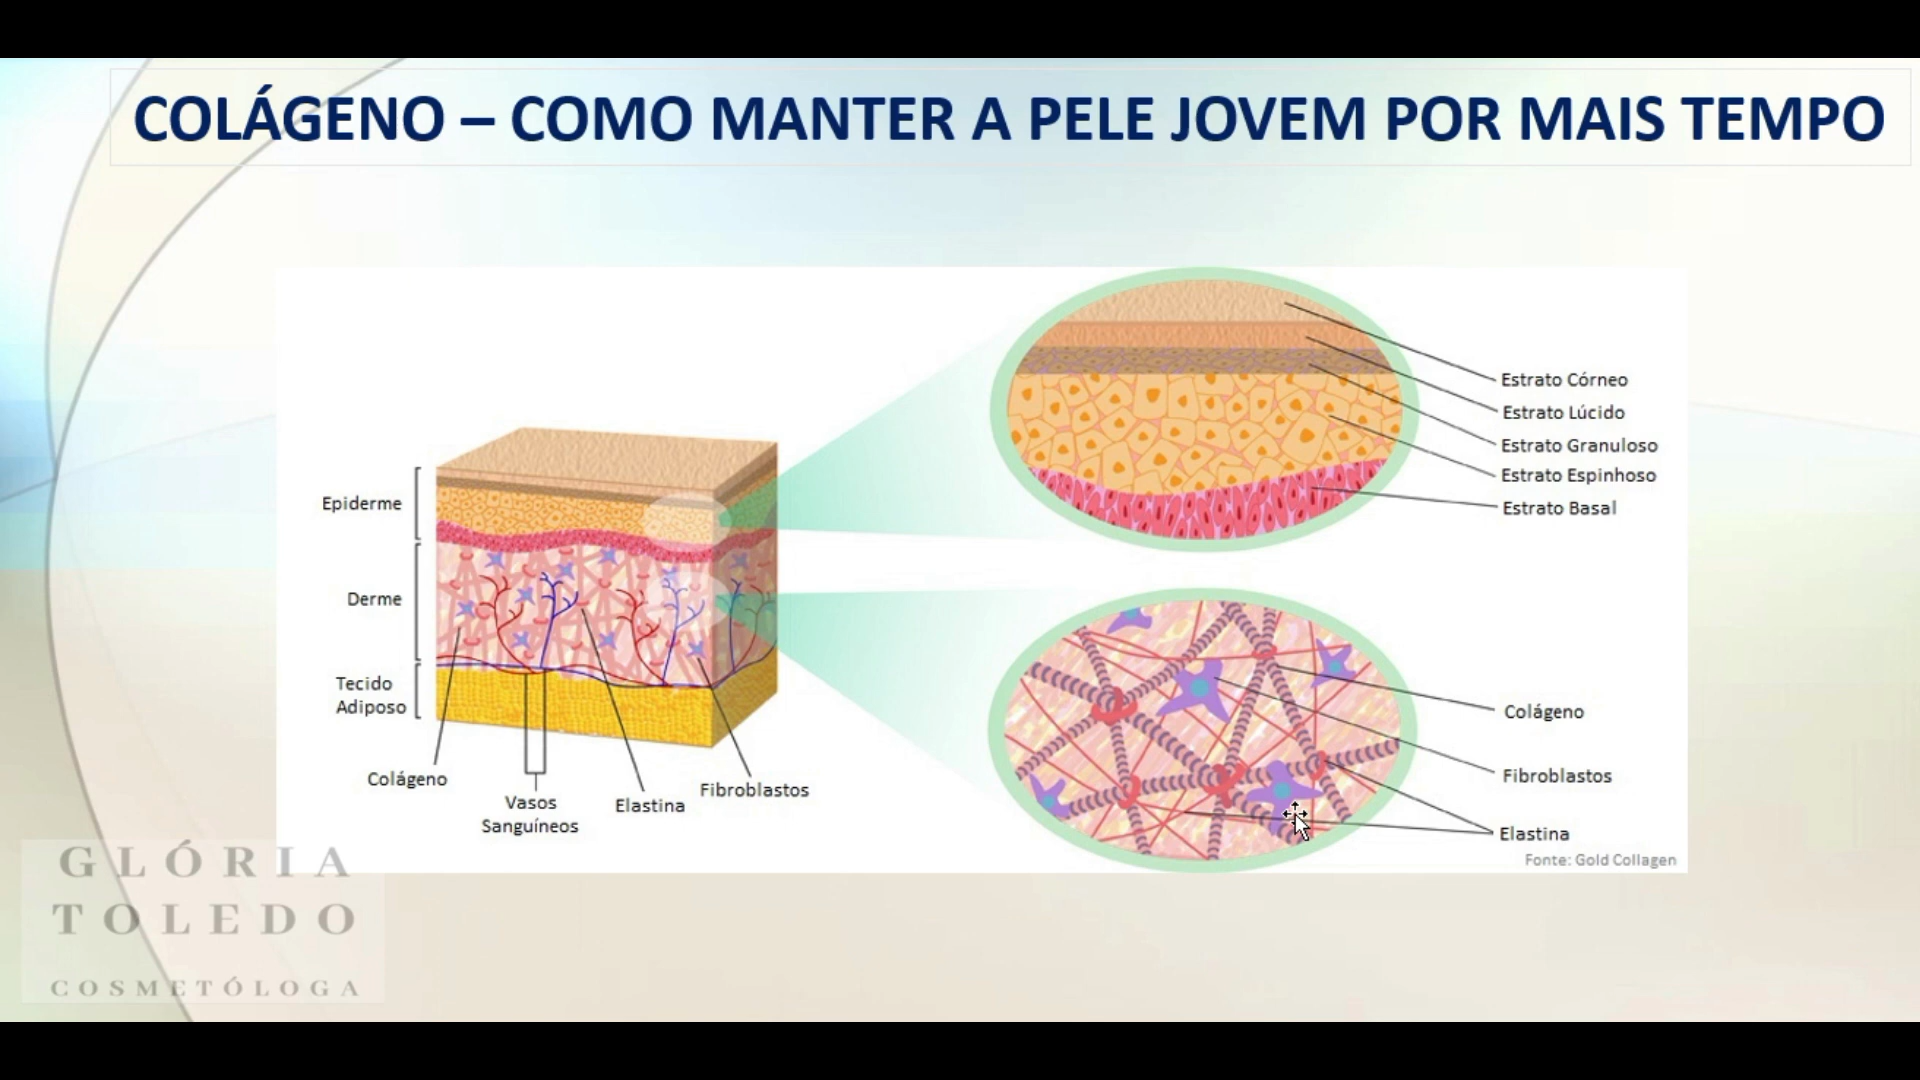 COLÁGENO – COMO MANTER A PELE JOVEM POR MAIS TEMPO
Epiderme
Derme
Tecido
Adiposo
Colágeno
Vasos
Sanguíneos
Elastina
Fibroblastos
Estrato Córneo
Estrato Lúcido
Estrato Granuloso
Estrato Espinhoso
Estrato Basal
Colágeno
Fibroblastos
Elastina
Fonte: Gold Collagen
GLÓRIA
TOLEDO
COSMETÓLOGA